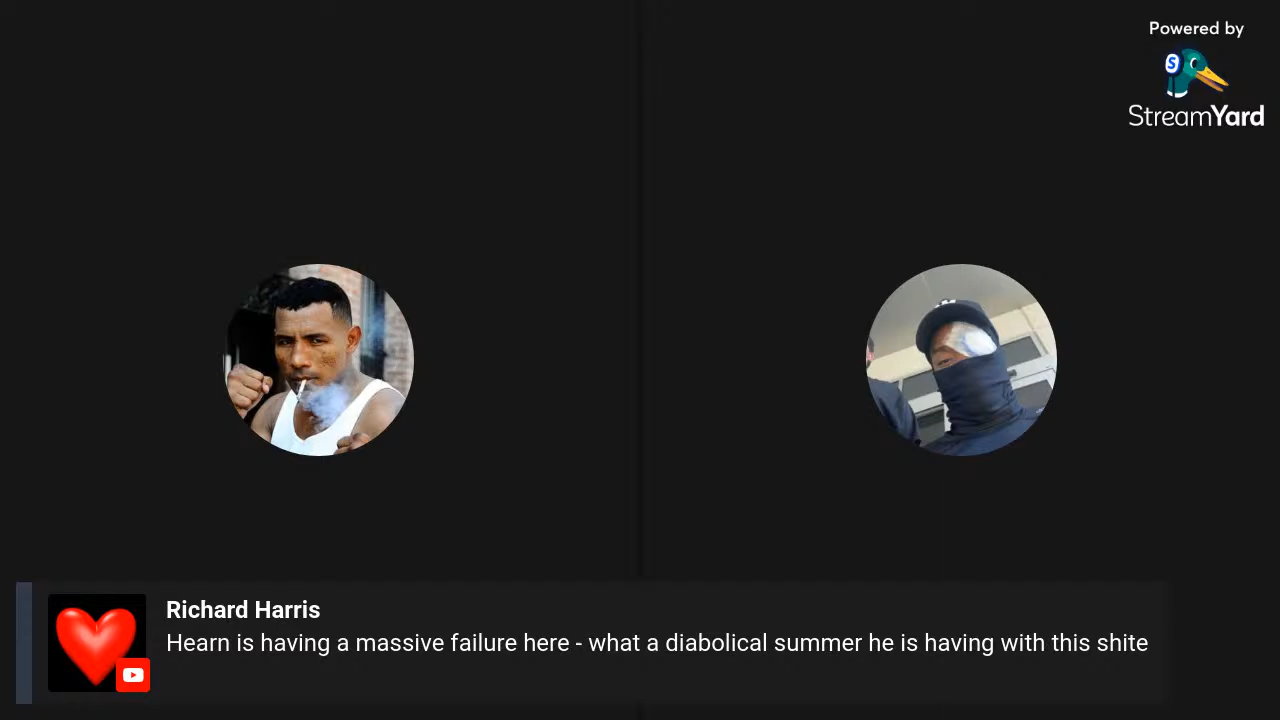 Powered by
StreamYard
Richard Harris
Hearn is having a massive failure here - what a diabolical summer he is having with this shite